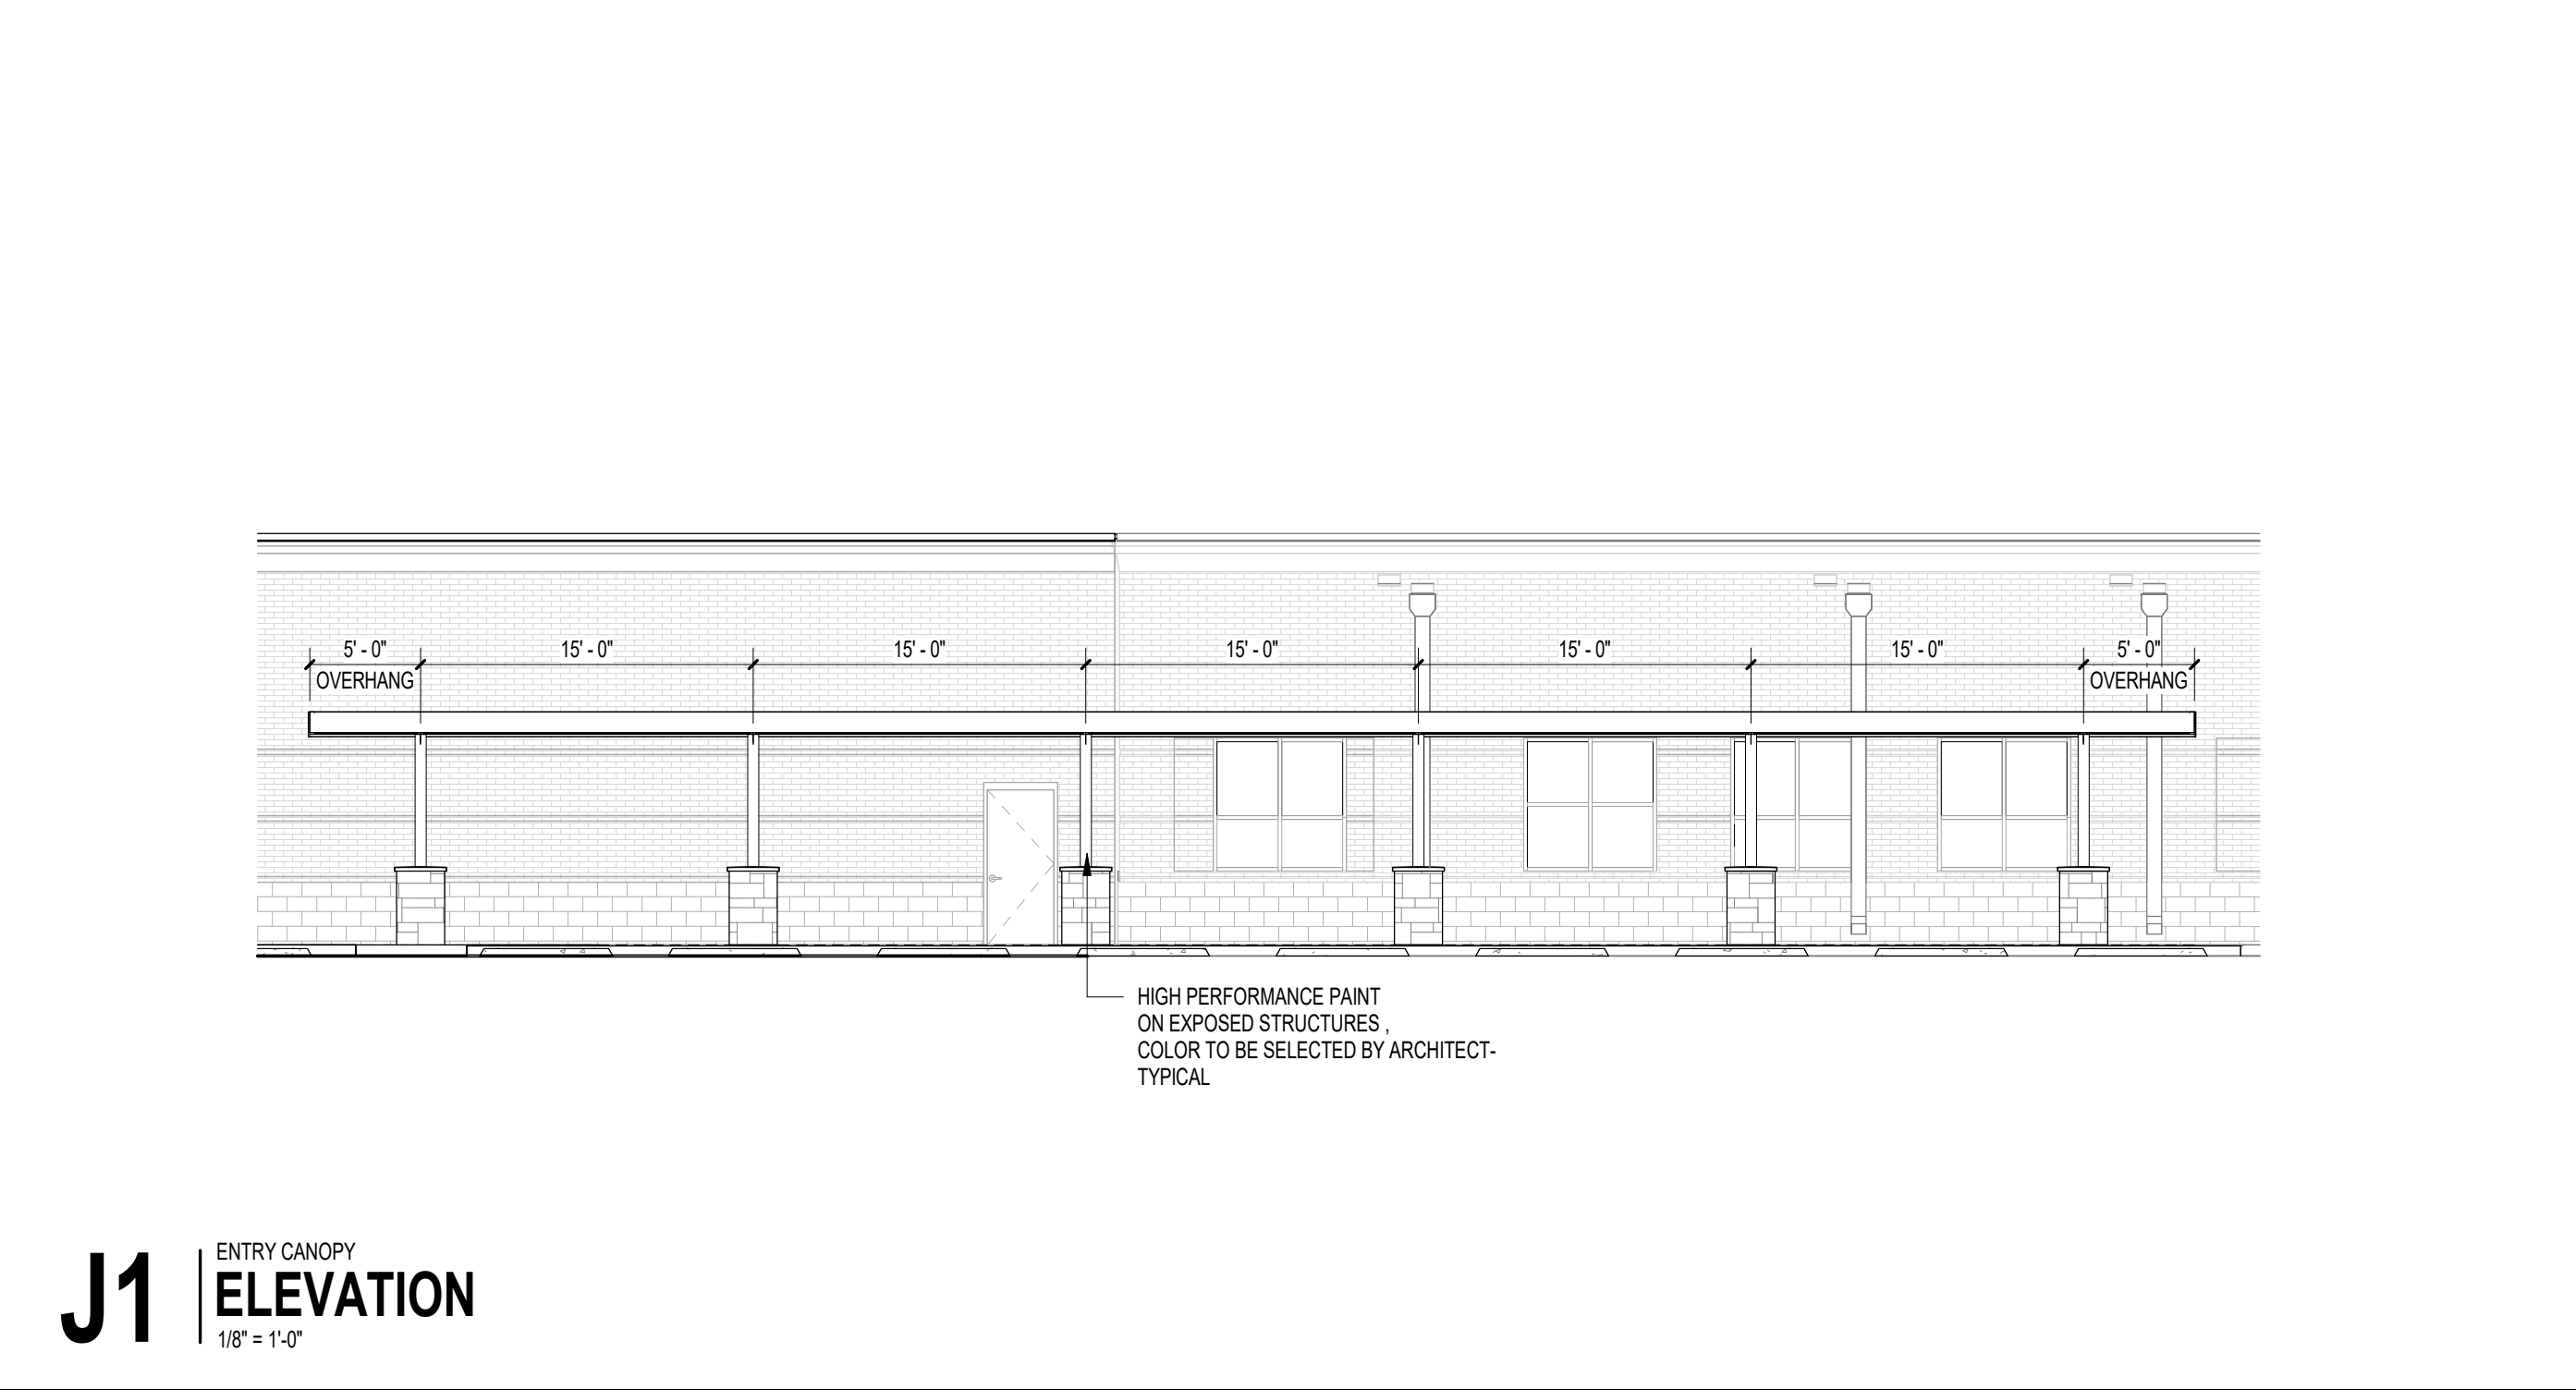 5' - 0" 15' - 0" 15' - 0" 15' - 0" 15' - 0" 15' - 0" 5' - 0"
OVERHANG OVERHANG
HIGH PERFORMANCE PAINT
ON EXPOSED STRUCTURES ,
COLOR TO BE SELECTED BY ARCHITECT-
TYPICAL
J1
ENTRY CANOPY
ELEVATION
1/8" = 1'-0"